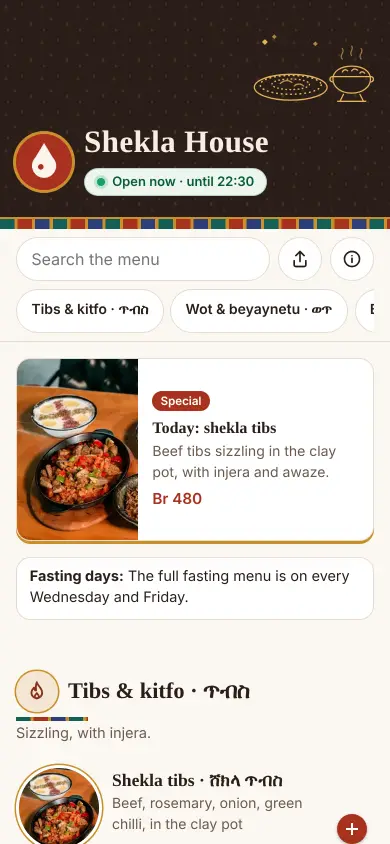 Shekla House
Open now · until 22:30
Search the menu
Tibs & kitfo · ጥብስ
Wot & beyaynetu · ወጥ
Special
Today: shekla tibs
Beef tibs sizzling in the clay
pot, with injera and awaze.
Br 480
Fasting days: The full fasting menu is on every
Wednesday and Friday.
Tibs & kitfo · ጥብስ
Sizzling, with injera.
Shekla tibs · ሸክላ ጥብስ
Beef, rosemary, onion, green
chilli, in the clay pot